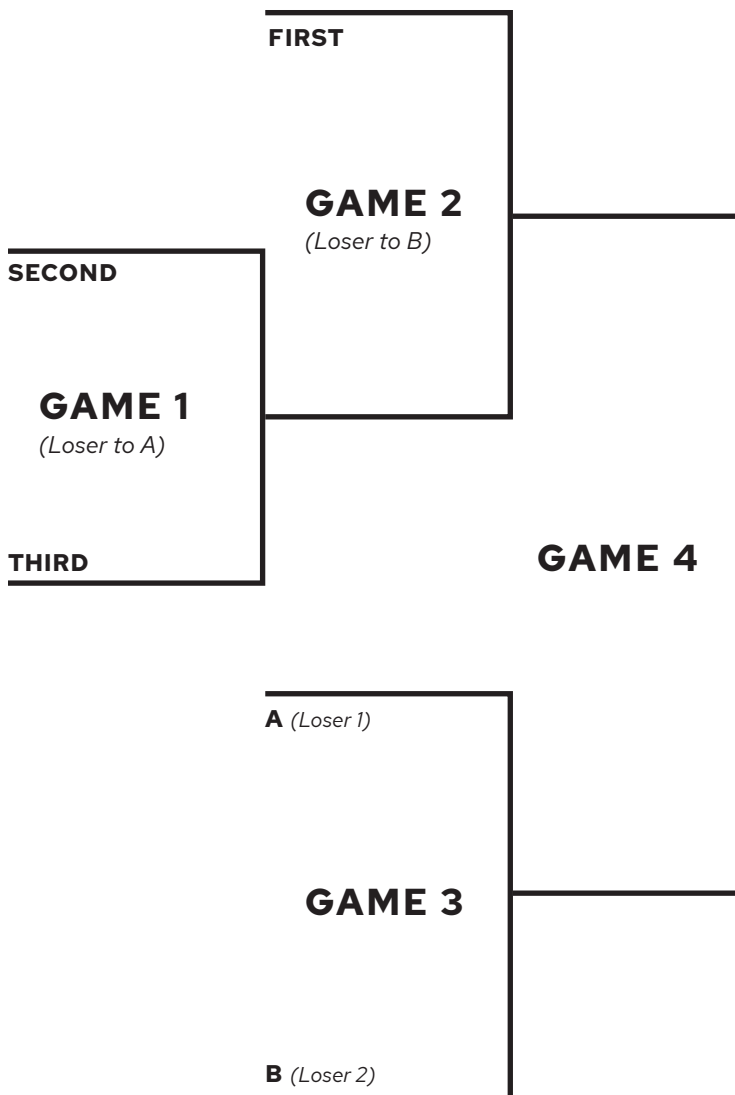 FIRST
GAME 2
(Loser to B)
SECOND
GAME 1
(Loser to A)
THIRD
GAME 4
A (Loser 1)
GAME 3
B (Loser 2)